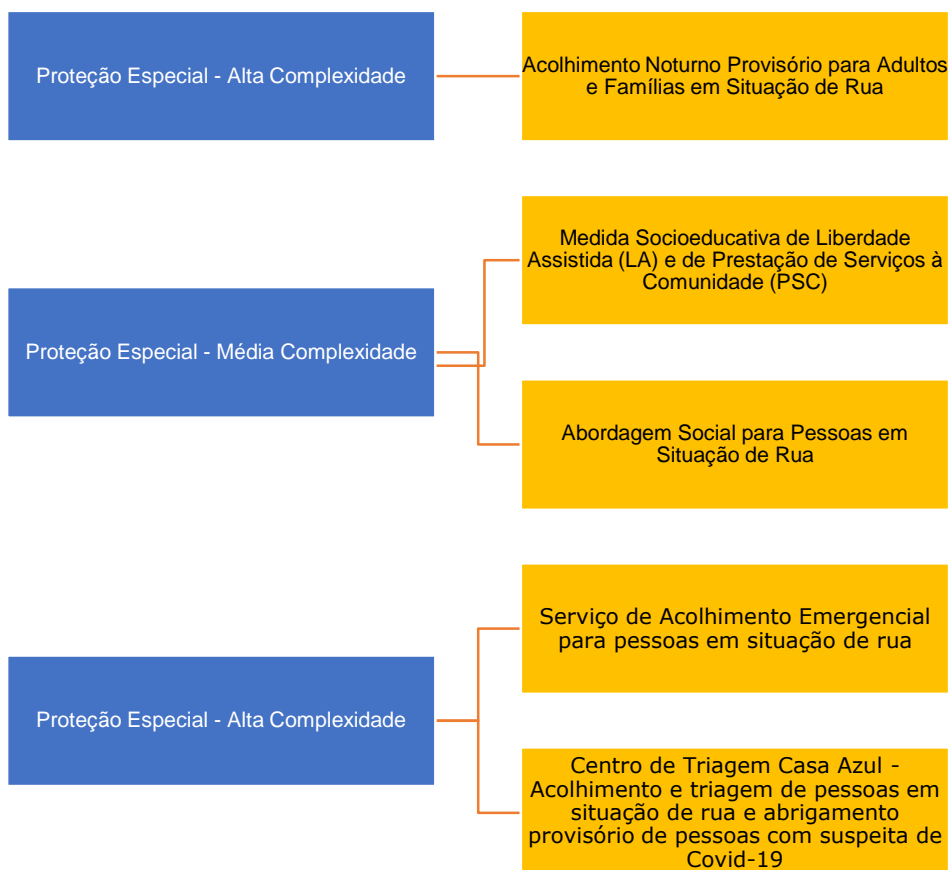 Proteção Especial - Alta Complexidade
Acolhimento Noturno Provisório para Adultos
e Famílias em Situação de Rua
Proteção Especial - Média Complexidade
Medida Socioeducativa de Liberdade
Assistida (LA) e de Prestação de Serviços à
Comunidade (PSC)
Abordagem Social para Pessoas em
Situação de Rua
Proteção Especial - Alta Complexidade
Serviço de Acolhimento Emergencial
para pessoas em situação de rua
Centro de Triagem Casa Azul -
Acolhimento e triagem de pessoas em
situação de rua e abrigamento
provisório de pessoas com suspeita de
Covid-19